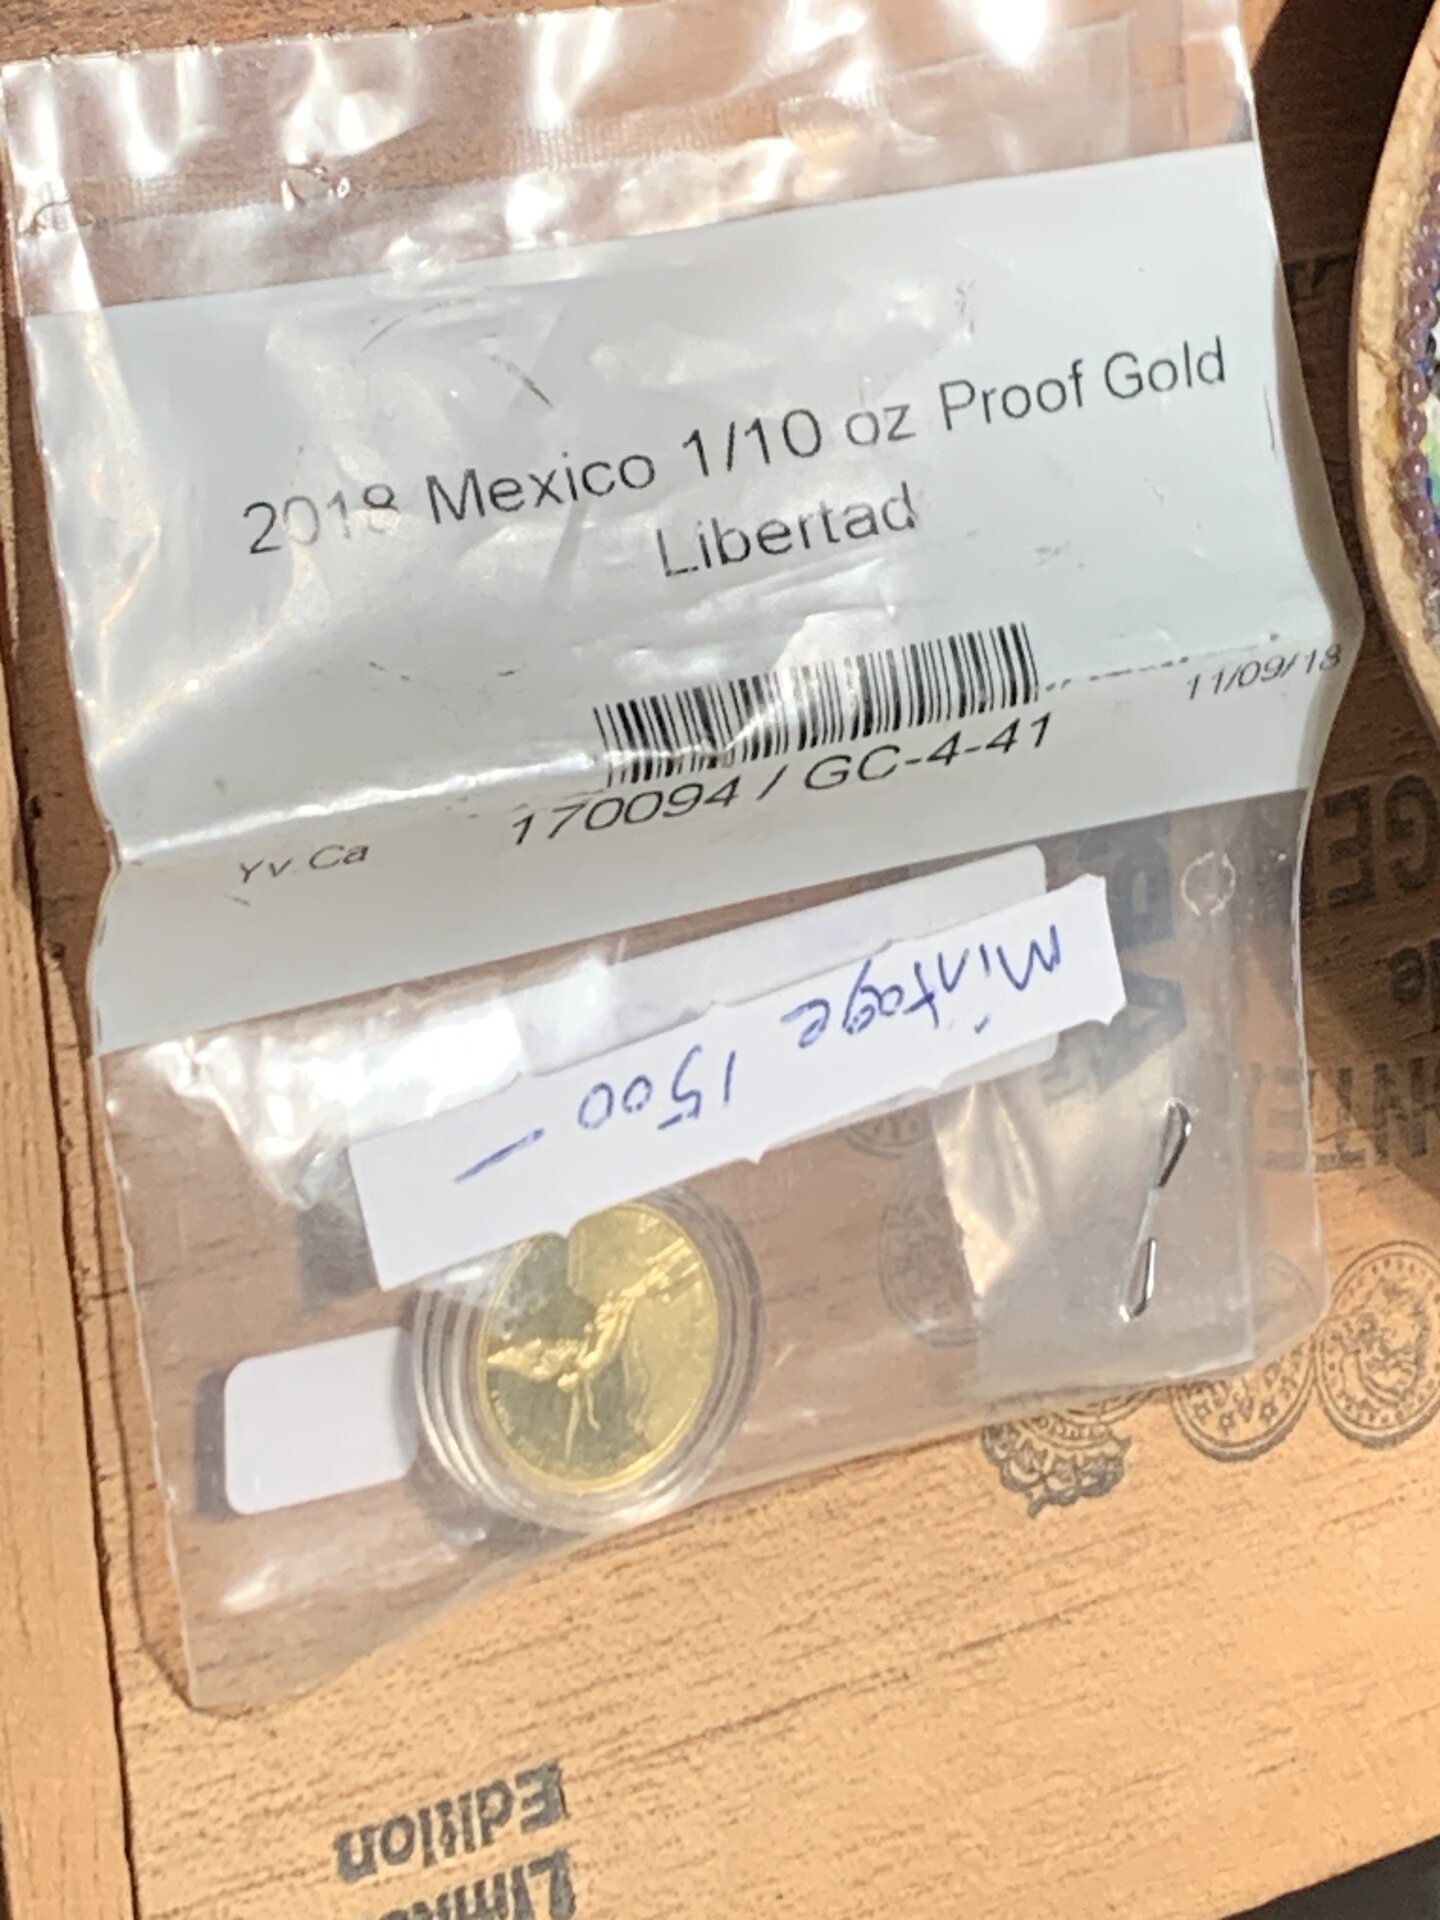 2018 Mexico 1/10 oz Proof Gold
Libertad
11/09/18
170094 / GC-4-41
Yv.Ca
Mintage 1500 —
Limited
Edition